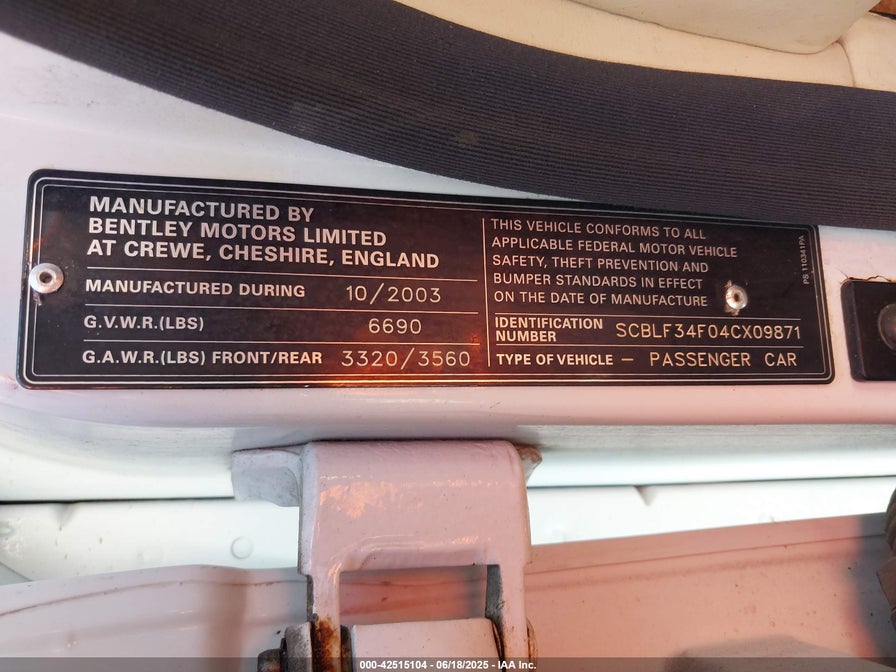 MANUFACTURED BY
BENTLEY MOTORS LIMITED
AT CREWE, CHESHIRE, ENGLAND
MANUFACTURED DURING 10/2003
G.V.W.R.(LBS) 6690
G.A.W.R.(LBS) FRONT/REAR 3320/3560
THIS VEHICLE CONFORMS TO ALL
APPLICABLE FEDERAL MOTOR VEHICLE
SAFETY, THEFT PREVENTION AND
BUMPER STANDARDS IN EFFECT
ON THE DATE OF MANUFACTURE
IDENTIFICATION
NUMBER SCBLF34F04CX09871
TYPE OF VEHICLE – PASSENGER CAR
PS 110341PA
000-42515104 - 06/18/2025 - IAA Inc.